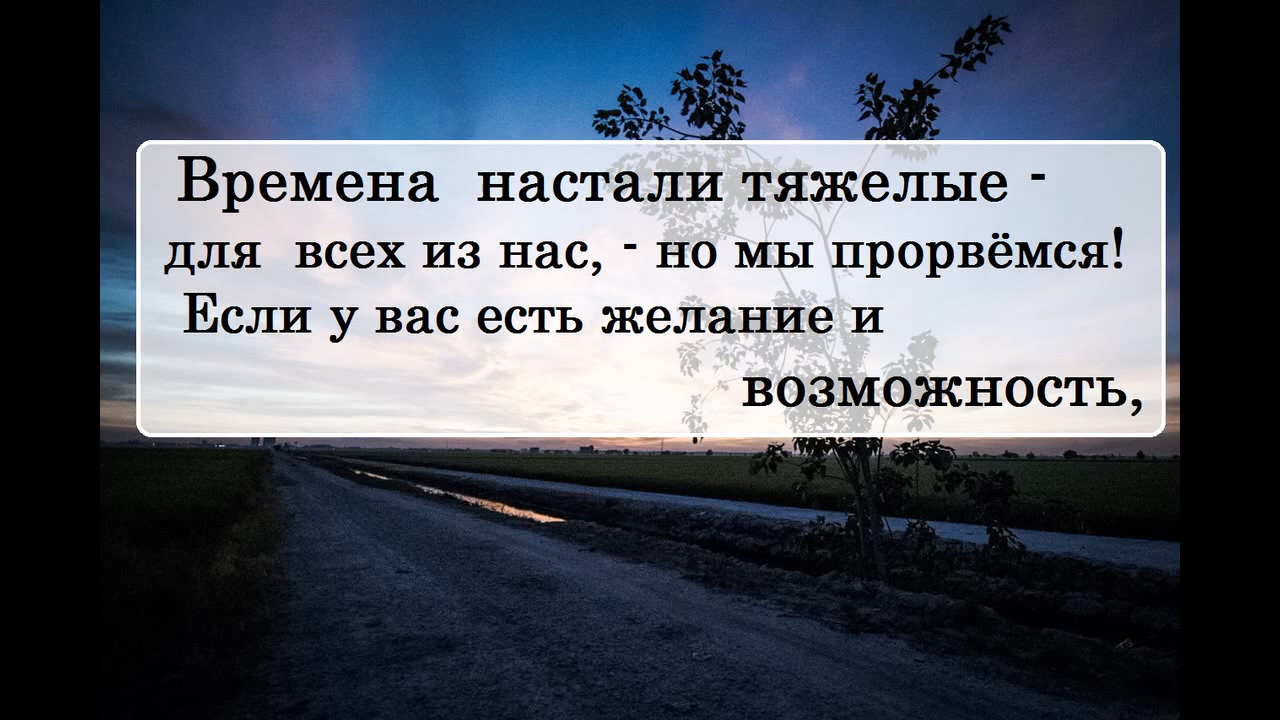 Времена настали тяжелые -
для всех из нас, - но мы прорвёмся!
Если у вас есть желание и
возможность,